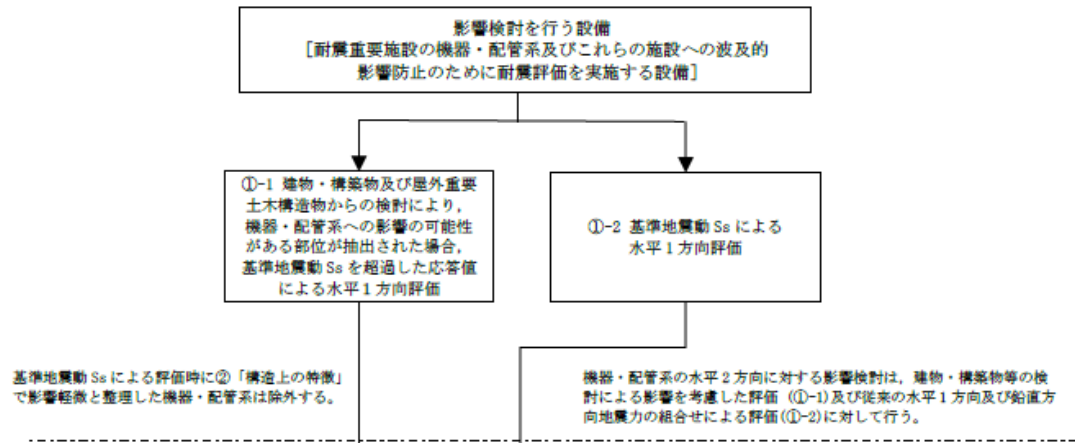 影響検討を行う設備
[耐震重要施設の機器・配管系及びこれらの施設への波及的
影響防止のために耐震評価を実施する設備]
①-1 建物・構築物及び屋外重要
土木構造物からの検討により,
機器・配管系への影響の可能性
がある部位が抽出された場合,
基準地震動 Ss を超過した応答値
による水平１方向評価
①-2 基準地震動 Ss による
水平１方向評価
基準地震動 Ss による評価時に②「構造上の特徴」
で影響軽微と整理した機器・配管系は除外する。
機器・配管系の水平２方向に対する影響検討は, 建物・構築物等の検
討による影響を考慮した評価 (①-1)及び従来の水平１方向及び鉛直方
向地震力の組合せによる評価(①-2)に対して行う。